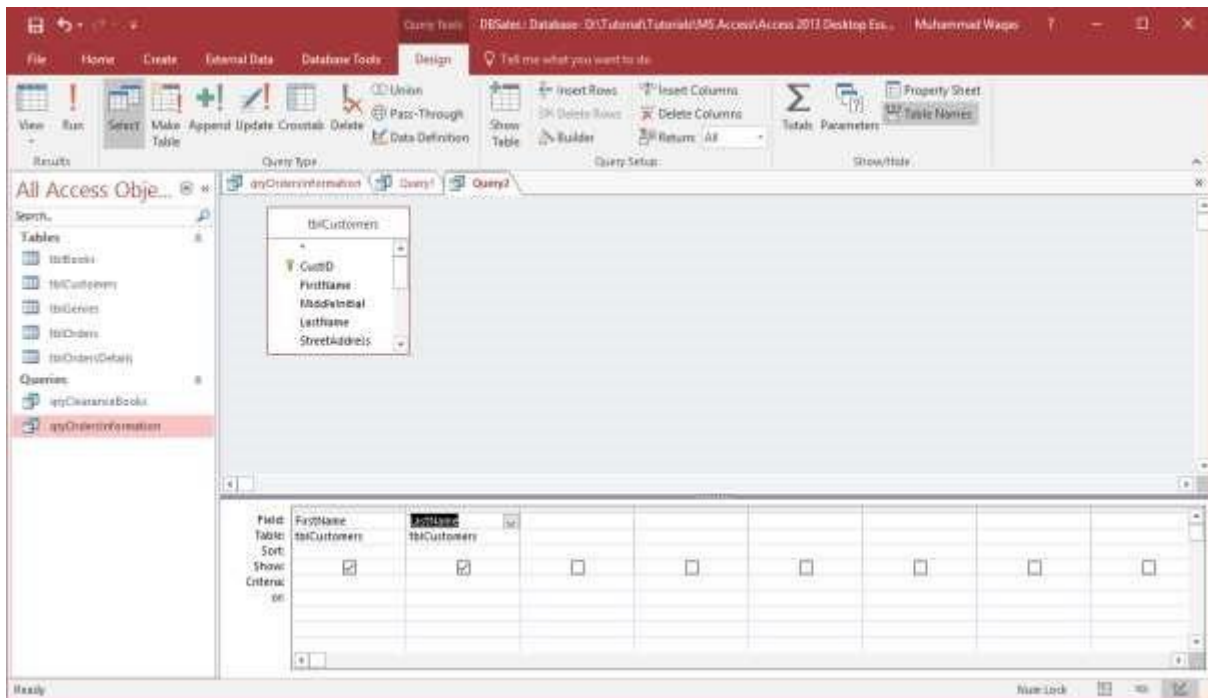 Query Tools
DBSales : Database- D:\Tutorial\Tutorials\MS Access\Access 2013 Desktop Ess...
Muhammad Waqas
?
File Home Create External Data Database Tools Design Tell me what you want to do
View
Run
Select
Make Table
Append
Update
Crosstab
Delete
Union
Pass-Through
Data Definition
Show Table
Insert Rows
Delete Rows
Builder
Insert Columns
Delete Columns
Return: All
Totals
Parameters
Property Sheet
Table Names
Results
Query Type
Query Setup
Show/Hide
All Access Obje...
Search..
Tables
tblBooks
tblCustomers
tblGenres
tblOrders
tblOrdersDetails
Queries
qryClearanceBooks
qryOrdersInformation
qryOrdersInformation
Query1
Query2
tblCustomers
*
CustID
FirstName
MiddleInitial
LastName
StreetAddress
Field: FirstName LastName
Table: tblCustomers tblCustomers
Sort:
Show:
Criteria:
or:
Ready
Num Lock